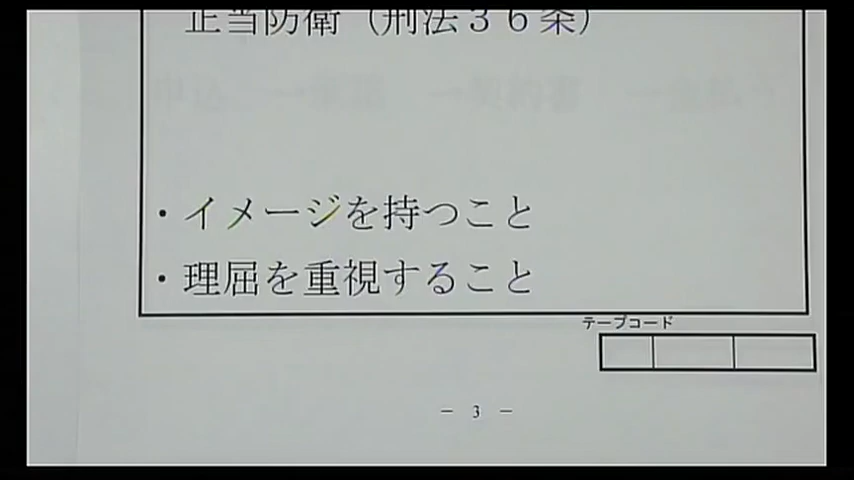 正当防衛（刑法３６条）
・イメージを持つこと
・理屈を重視すること
テープコード
－ 3 －